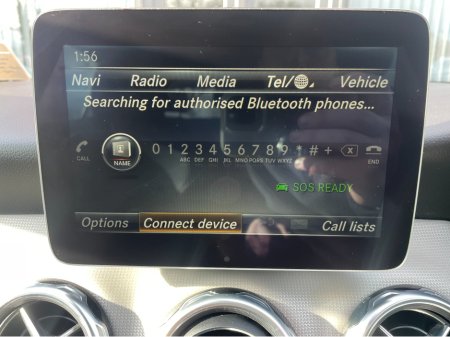 1:56
Navi Radio Media Tel/ Vehicle
Searching for authorised Bluetooth phones...
0 1 2 3 4 5 6 7 8 9 * # + X
ABC DEF GHI JKL MNO PQRS TUV WXYZ
CALL NAME END
SOS READY
Options Connect device Call lists